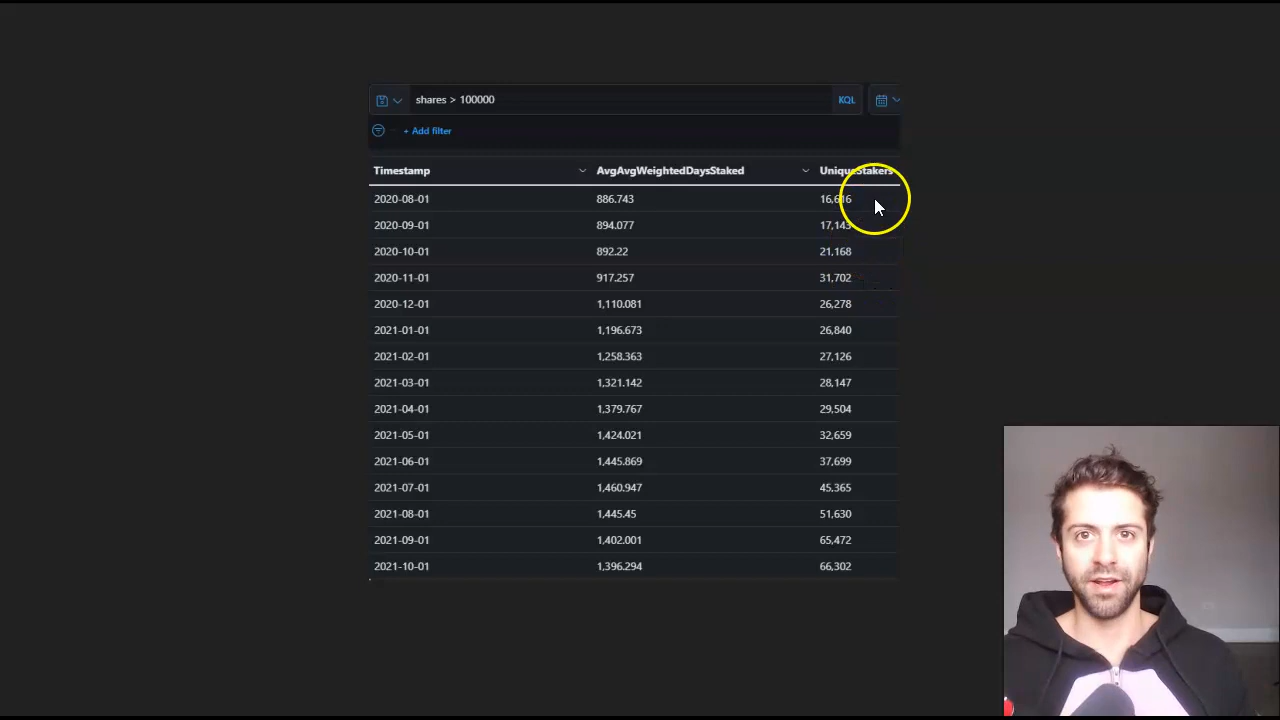 shares > 100000 KQL
+ Add filter
Timestamp AvgAvgWeightedDaysStaked UniqueStakers
2020-08-01 886.743 16,616
2020-09-01 894.077 17,143
2020-10-01 892.22 21,168
2020-11-01 917.257 31,702
2020-12-01 1,110.081 26,278
2021-01-01 1,196.673 26,840
2021-02-01 1,258.363 27,126
2021-03-01 1,321.142 28,147
2021-04-01 1,379.767 29,504
2021-05-01 1,424.021 32,659
2021-06-01 1,445.869 37,699
2021-07-01 1,460.947 45,365
2021-08-01 1,445.45 51,630
2021-09-01 1,402.001 65,472
2021-10-01 1,396.294 66,302